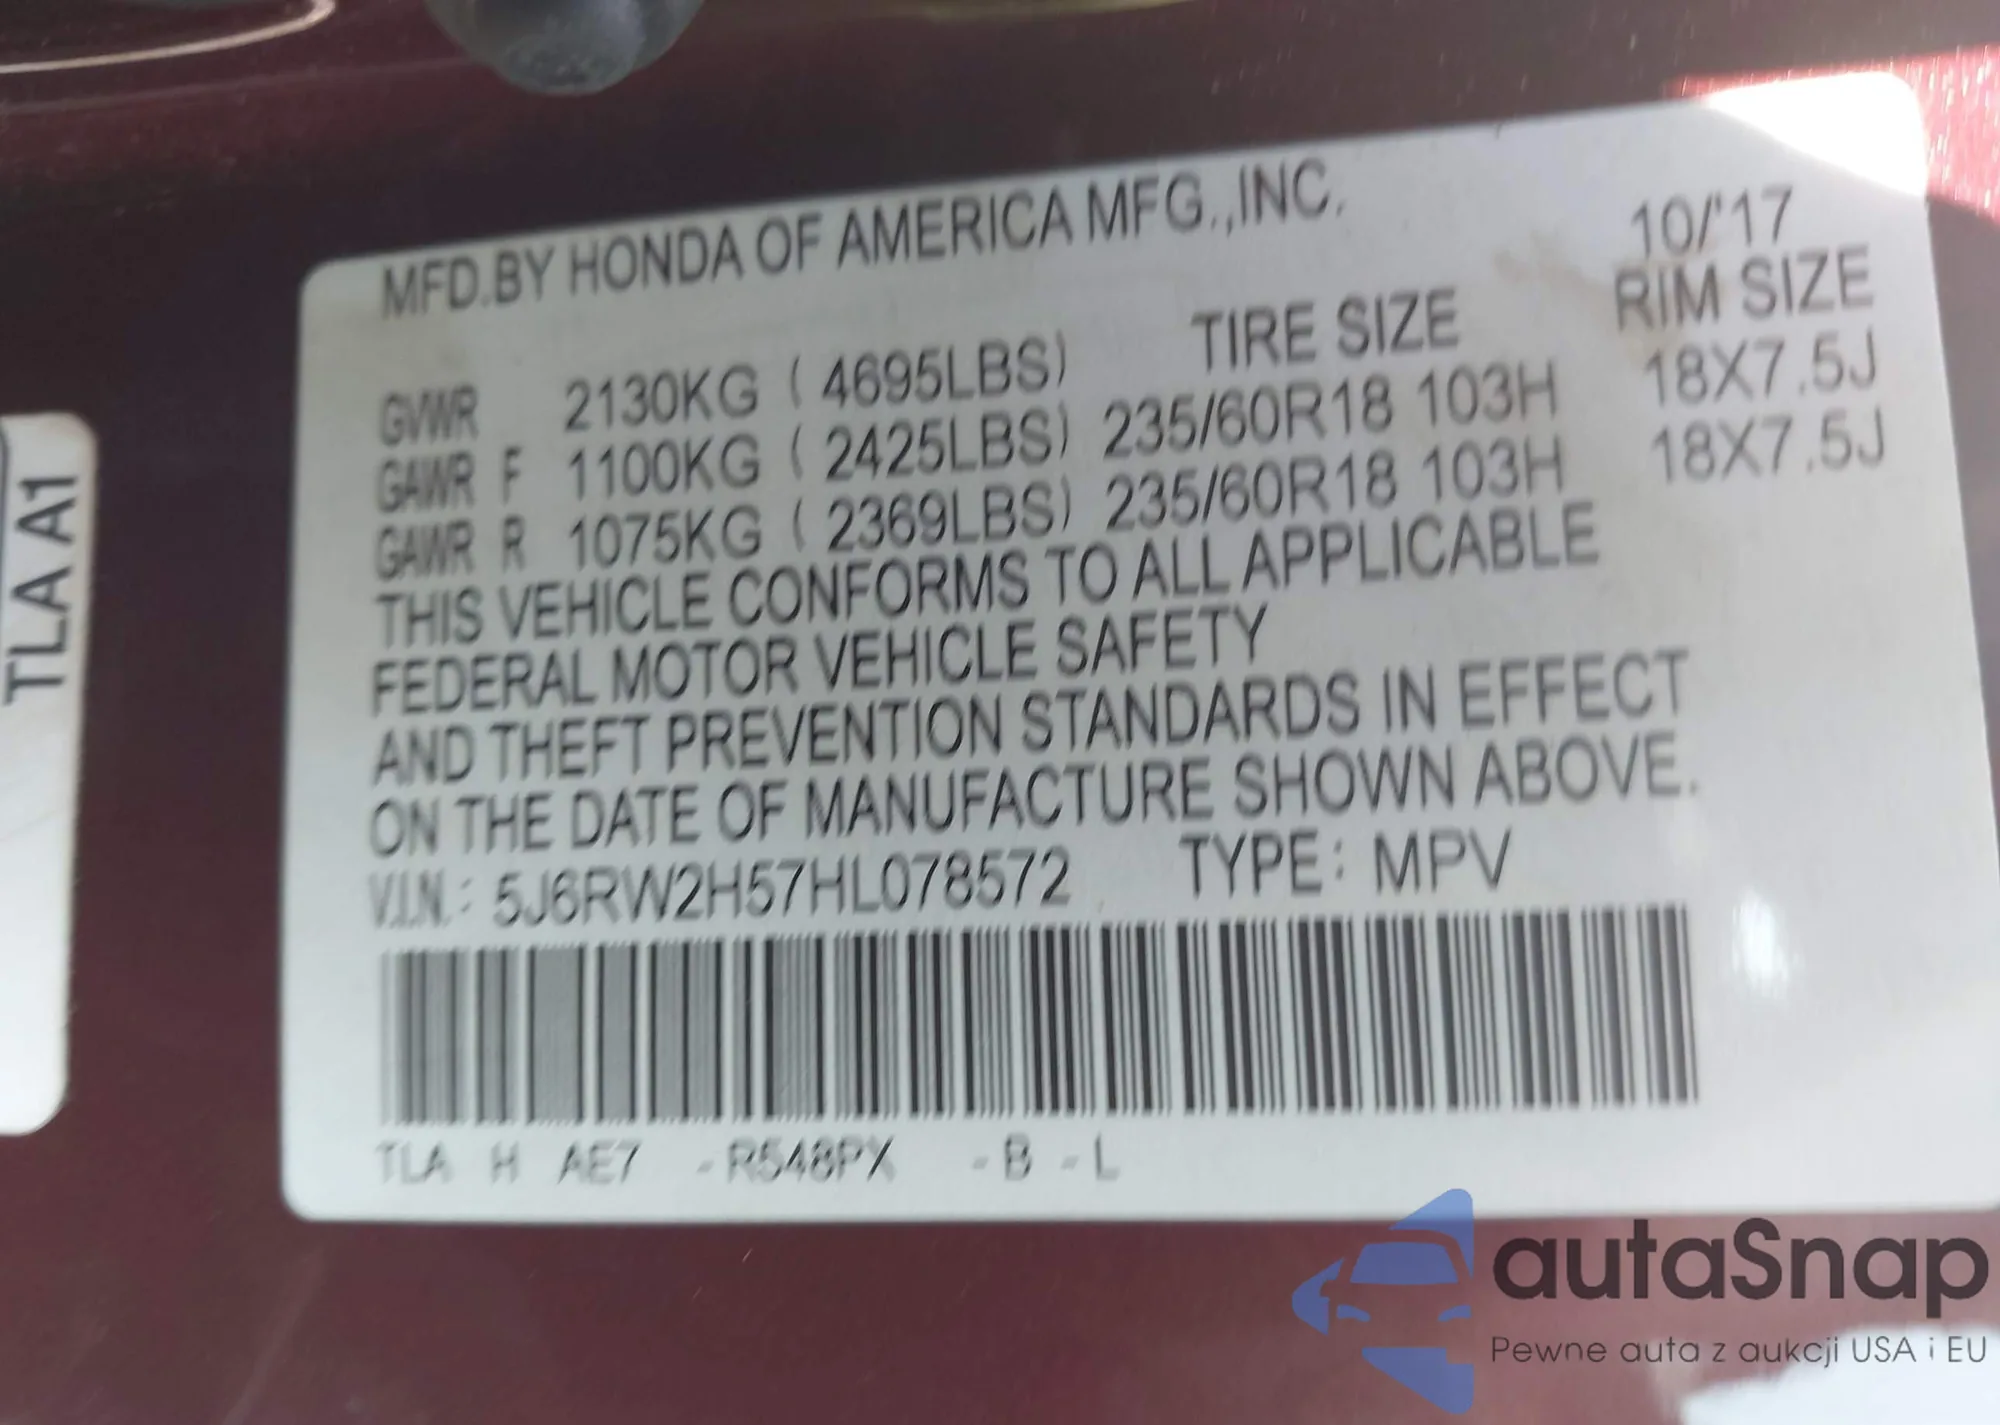 MFD.BY HONDA OF AMERICA MFG.,INC. 10/'17
TIRE SIZE RIM SIZE
GVWR 2130KG ( 4695LBS)
GAWR F 1100KG ( 2425LBS) 235/60R18 103H 18X7.5J
GAWR R 1075KG ( 2369LBS) 235/60R18 103H 18X7.5J
THIS VEHICLE CONFORMS TO ALL APPLICABLE
FEDERAL MOTOR VEHICLE SAFETY
AND THEFT PREVENTION STANDARDS IN EFFECT
ON THE DATE OF MANUFACTURE SHOWN ABOVE.
V.I.N.: 5J6RW2H57HL078572 TYPE: MPV
TLA H AE7 -R548PX -B -L
TLA A1
autaSnap
Pewne auta z aukcji USA i EU